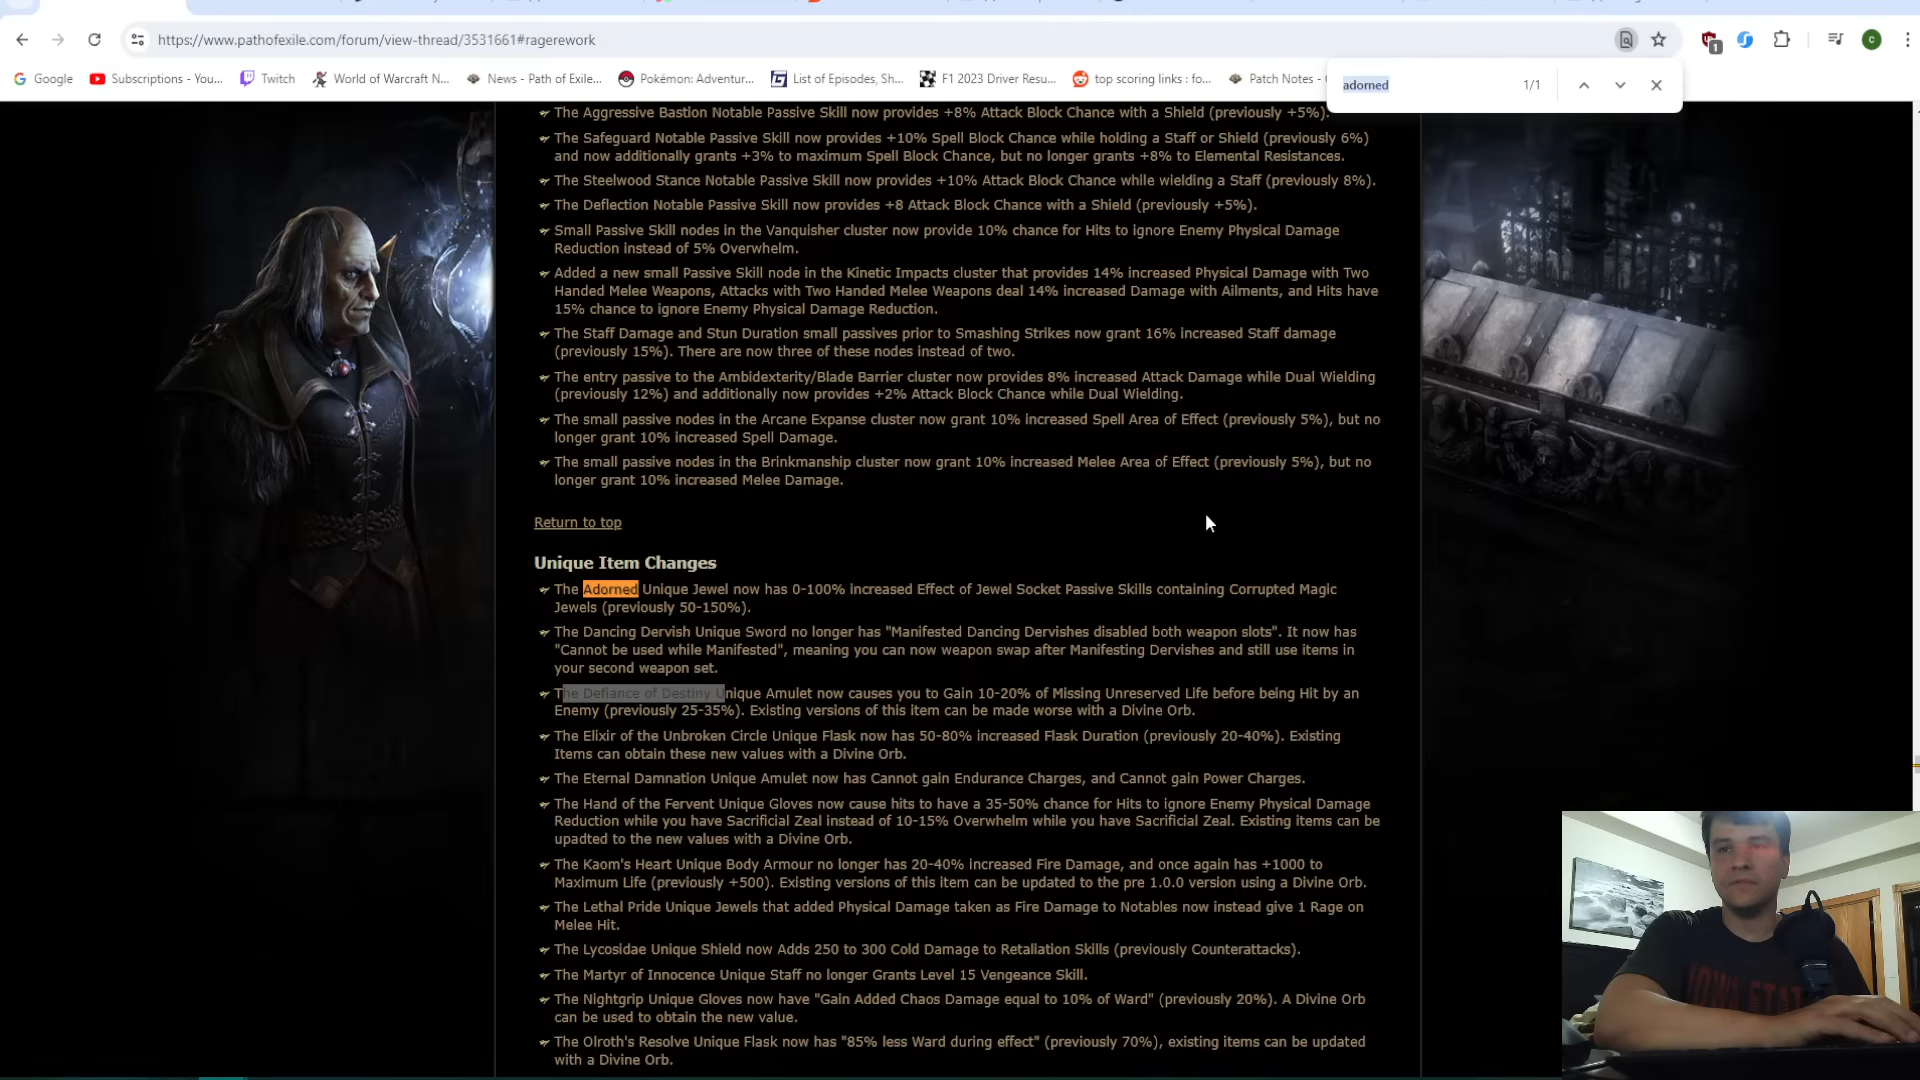 https://www.pathofexile.com/forum/view-thread/3531661#ragerework
1
C
Google
Subscriptions - You...
Twitch
World of Warcraft N...
News - Path of Exile...
Pokémon: Adventur...
List of Episodes, Sh...
F1 2023 Driver Resu...
top scoring links : fo...
Patch Notes -
adorned
1/1
The Aggressive Bastion Notable Passive Skill now provides +8% Attack Block Chance with a Shield (previously +5%).
The Safeguard Notable Passive Skill now provides +10% Spell Block Chance while holding a Staff or Shield (previously 6%)
and now additionally grants +3% to maximum Spell Block Chance, but no longer grants +8% to Elemental Resistances.
The Steelwood Stance Notable Passive Skill now provides +10% Attack Block Chance while wielding a Staff (previously 8%).
The Deflection Notable Passive Skill now provides +8 Attack Block Chance with a Shield (previously +5%).
Small Passive Skill nodes in the Vanquisher cluster now provide 10% chance for Hits to ignore Enemy Physical Damage
Reduction instead of 5% Overwhelm.
Added a new small Passive Skill node in the Kinetic Impacts cluster that provides 14% increased Physical Damage with Two
Handed Melee Weapons, Attacks with Two Handed Melee Weapons deal 14% increased Damage with Ailments, and Hits have
15% chance to ignore Enemy Physical Damage Reduction.
The Staff Damage and Stun Duration small passives prior to Smashing Strikes now grant 16% increased Staff damage
(previously 15%). There are now three of these nodes instead of two.
The entry passive to the Ambidexterity/Blade Barrier cluster now provides 8% increased Attack Damage while Dual Wielding
(previously 12%) and additionally now provides +2% Attack Block Chance while Dual Wielding.
The small passive nodes in the Arcane Expanse cluster now grant 10% increased Spell Area of Effect (previously 5%), but no
longer grant 10% increased Spell Damage.
The small passive nodes in the Brinkmanship cluster now grant 10% increased Melee Area of Effect (previously 5%), but no
longer grant 10% increased Melee Damage.
Return to top
Unique Item Changes
The Adorned Unique Jewel now has 0-100% increased Effect of Jewel Socket Passive Skills containing Corrupted Magic
Jewels (previously 50-150%).
The Dancing Dervish Unique Sword no longer has "Manifested Dancing Dervishes disabled both weapon slots". It now has
"Cannot be used while Manifested", meaning you can now weapon swap after Manifesting Dervishes and still use items in
your second weapon set.
The Defiance of Destiny Unique Amulet now causes you to Gain 10-20% of Missing Unreserved Life before being Hit by an
Enemy (previously 25-35%). Existing versions of this item can be made worse with a Divine Orb.
The Elixir of the Unbroken Circle Unique Flask now has 50-80% increased Flask Duration (previously 20-40%). Existing
Items can obtain these new values with a Divine Orb.
The Eternal Damnation Unique Amulet now has Cannot gain Endurance Charges, and Cannot gain Power Charges.
The Hand of the Fervent Unique Gloves now cause hits to have a 35-50% chance for Hits to ignore Enemy Physical Damage
Reduction while you have Sacrificial Zeal instead of 10-15% Overwhelm while you have Sacrificial Zeal. Existing items can be
upadted to the new values with a Divine Orb.
The Kaom's Heart Unique Body Armour no longer has 20-40% increased Fire Damage, and once again has +1000 to
Maximum Life (previously +500). Existing versions of this item can be updated to the pre 1.0.0 version using a Divine Orb.
The Lethal Pride Unique Jewels that added Physical Damage taken as Fire Damage to Notables now instead give 1 Rage on
Melee Hit.
The Lycosidae Unique Shield now Adds 250 to 300 Cold Damage to Retaliation Skills (previously Counterattacks).
The Martyr of Innocence Unique Staff no longer Grants Level 15 Vengeance Skill.
The Nightgrip Unique Gloves now have "Gain Added Chaos Damage equal to 10% of Ward" (previously 20%). A Divine Orb
can be used to obtain the new value.
The Olroth's Resolve Unique Flask now has "85% less Ward during effect" (previously 70%), existing items can be updated
with a Divine Orb.